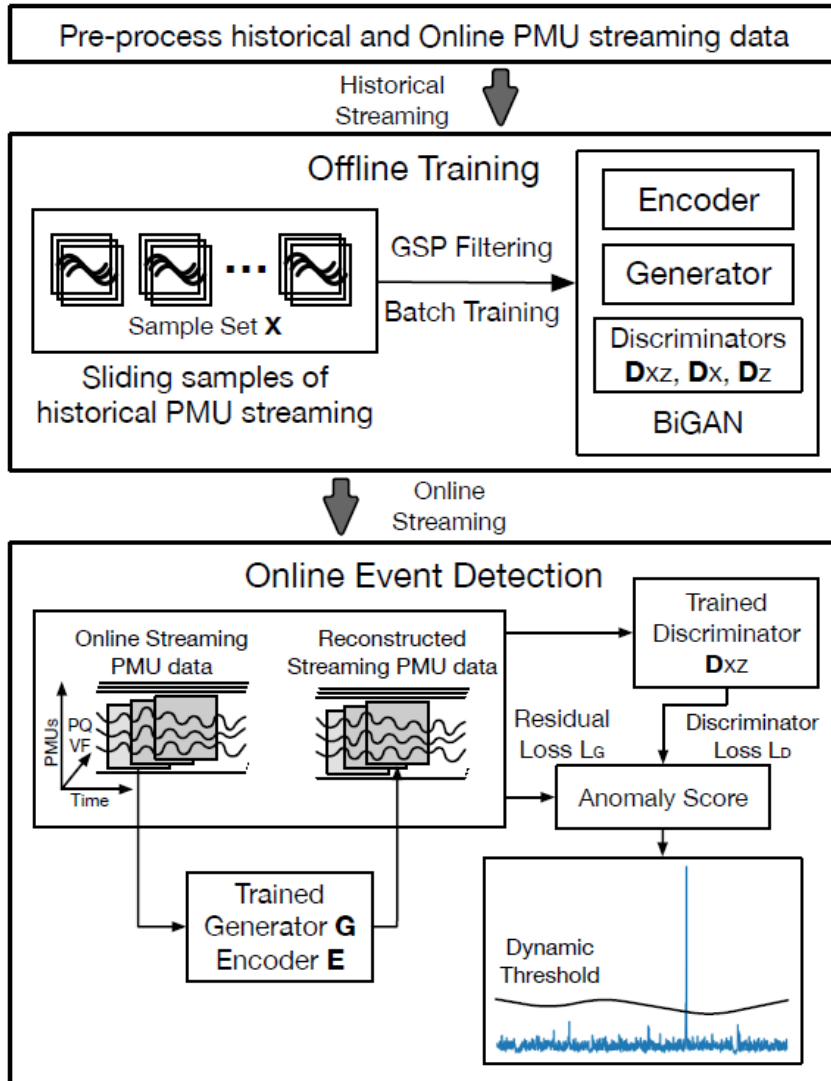 Pre-process historical and Online PMU streaming data
Historical
Streaming
Offline Training
Sample Set X
Sliding samples of
historical PMU streaming
GSP Filtering
Batch Training
Encoder
Generator
Discriminators
DXZ, DX, DZ
BiGAN
Online
Streaming
Online Event Detection
Online Streaming
PMU data
Reconstructed
Streaming PMU data
PMUs
PQ
VF
Time
Trained
Generator G
Encoder E
Trained
Discriminator
DXZ
Residual
Loss LG
Discriminator
Loss LD
Anomaly Score
Dynamic
Threshold